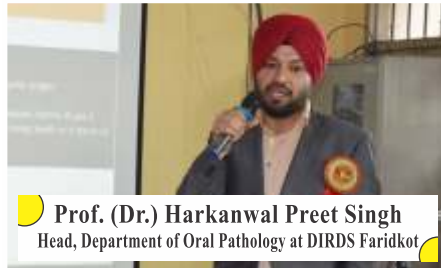 Prof. (Dr.) Harkanwal Preet Singh
Head, Department of Oral Pathology at DIRDS Faridkot